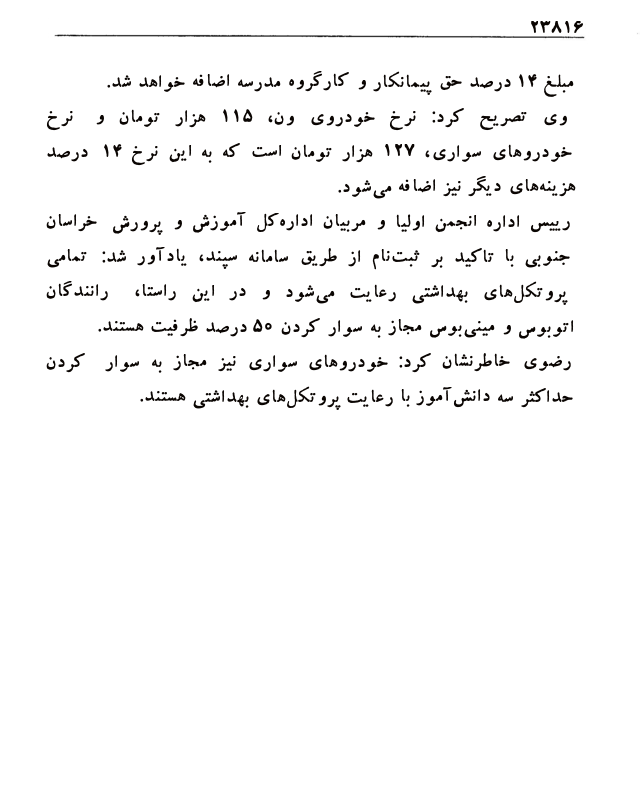 ۲۳۸۱۶
مبلغ ۱۴ درصد حق پیمانکار و کارگروه مدرسه اضافه خواهد شد.
وی تصریح کرد: نرخ خودروی ون، ۱۱۵ هزار تومان و نرخ
خودروهای سواری، ۱۲۷ هزار تومان است که به این نرخ ۱۴ درصد
هزینه‌های دیگر نیز اضافه می‌شود.
رییس اداره انجمن اولیا و مربیان اداره‌کل آموزش و پرورش خراسان
جنوبی با تاکید بر ثبت‌نام از طریق سامانه سپند، یادآور شد: تمامی
پروتکل‌های بهداشتی رعایت می‌شود و در این راستا، رانندگان
اتوبوس و مینی‌بوس مجاز به سوار کردن ۵۰ درصد ظرفیت هستند.
رضوی خاطرنشان کرد: خودروهای سواری نیز مجاز به سوار کردن
حداکثر سه دانش‌آموز با رعایت پروتکل‌های بهداشتی هستند.